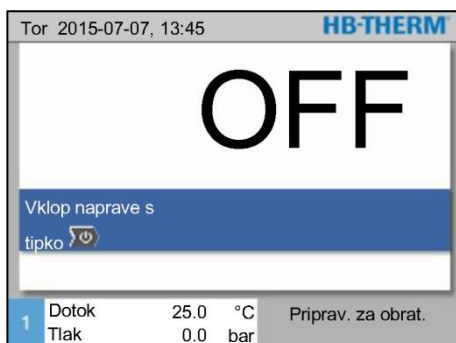 Tor 2015-07-07, 13:45 HB-THERM
OFF
Vklop naprave s
tipko
1 Dotok 25.0 °C Priprav. za obrat.
Tlak 0.0 bar